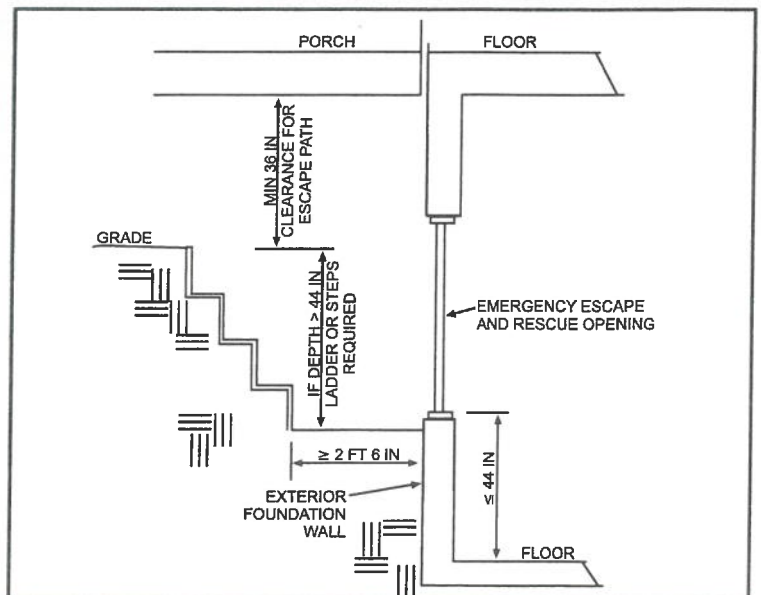 PORCH
FLOOR
MIN 36 IN
CLEARANCE FOR
ESCAPE PATH
GRADE
IF DEPTH > 44 IN
LADDER OR STEPS
REQUIRED
EMERGENCY ESCAPE
AND RESCUE OPENING
≥ 2 FT 6 IN
≤ 44 IN
EXTERIOR
FOUNDATION
WALL
FLOOR